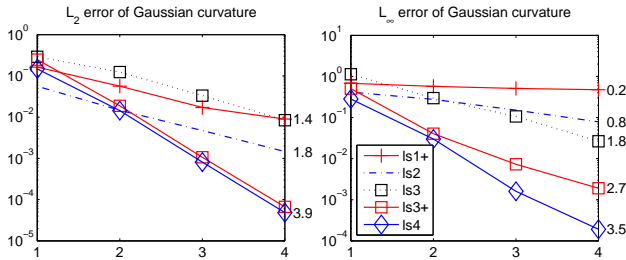 L₂ error of Gaussian curvature
10⁰
10⁻¹
10⁻²
10⁻³
10⁻⁴
10⁻⁵
1 2 3 4
1.4
1.8
3.9
L∞ error of Gaussian curvature
10¹
10⁰
10⁻¹
10⁻²
10⁻³
10⁻⁴
1 2 3 4
0.2
0.8
1.8
2.7
3.5
ls1+
ls2
ls3
ls3+
ls4